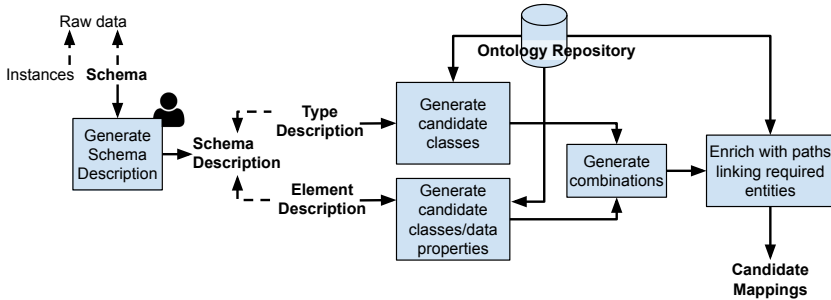 Raw data
Instances
Schema
Generate
Schema
Description
Schema
Description
Type
Description
Element
Description
Ontology Repository
Generate
candidate
classes
Generate
candidate
classes/data
properties
Generate
combinations
Enrich with paths
linking required
entities
Candidate
Mappings